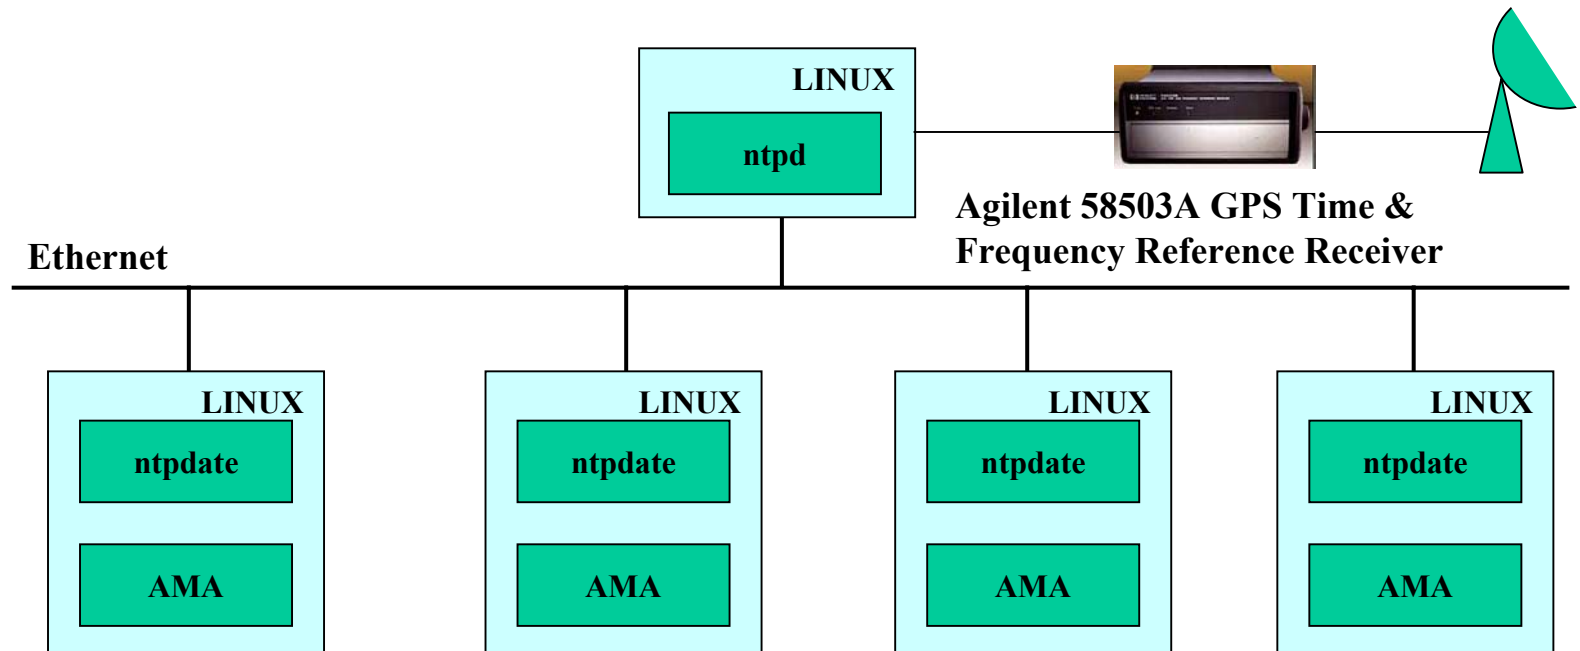 LINUX
ntpd
Agilent 58503A GPS Time &
Frequency Reference Receiver
Ethernet
LINUX
ntpdate
AMA
LINUX
ntpdate
AMA
LINUX
ntpdate
AMA
LINUX
ntpdate
AMA